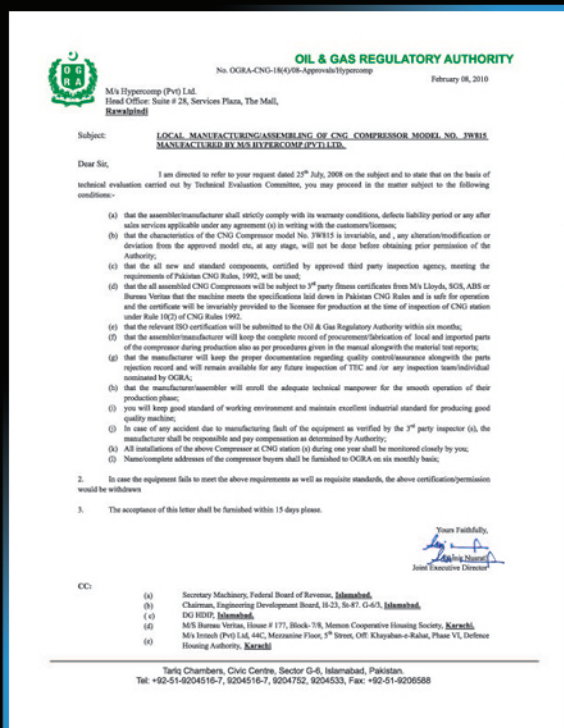 OIL & GAS REGULATORY AUTHORITY
O G
R A
No. OGRA-CNG-18(4)/08-Approvals/Hypercomp
February 08, 2010
M/s Hypercomp (Pvt) Ltd.
Head Office: Suite # 28, Services Plaza, The Mall,
Rawalpindi
Subject: LOCAL MANUFACTURING/ASSEMBLING OF CNG COMPRESSOR MODEL NO. 3W815
MANUFACTURED BY M/S HYPERCOMP (PVT) LTD.
Dear Sir,
I am directed to refer to your request dated 25th July, 2008 on the subject and to state that on the basis of
technical evaluation carried out by Technical Evaluation Committee, you may proceed in the matter subject to the following
conditions:-
(a) that the assembler/manufacturer shall strictly comply with its warranty conditions, defects liability period or any after
sales services applicable under any agreement (s) in writing with the customers/licensees;
(b) that the characteristics of the CNG Compressor model No. 3W815 is invariable, and , any alteration/modification or
deviation from the approved model etc, at any stage, will not be done before obtaining prior permission of the
Authority;
(c) that the all new and standard components, certified by approved third party inspection agency, meeting the
requirements of Pakistan CNG Rules, 1992, will be used;
(d) that the all assembled CNG Compressors will be subject to 3rd party fitness certificates from M/s Lloyds, SGS, ABS or
Bureau Veritas that the machine meets the specifications laid down in Pakistan CNG Rules and is safe for operation
and the certificate will be invariably provided to the licensee for production at the time of inspection of CNG station
under Rule 10(2) of CNG Rules 1992.
(e) that the relevant ISO certification will be submitted to the Oil & Gas Regulatory Authority within six months;
(f) that the assembler/manufacturer will keep the complete record of procurement/fabrication of local and imported parts
of the compressor during production also as per procedures given in the manual alongwith the material test reports;
(g) that the manufacturer will keep the proper documentation regarding quality control/assurance alongwith the parts
rejection record and will remain available for any future inspection of TEC and /or any inspection team/individual
nominated by OGRA;
(h) that the manufacturer/assembler will enroll the adequate technical manpower for the smooth operation of their
production phase;
(i) you will keep good standard of working environment and maintain excellent industrial standard for producing good
quality machine;
(j) In case of any accident due to manufacturing fault of the equipment as verified by the 3rd party inspector (s), the
manufacturer shall be responsible and pay compensation as determined by Authority;
(k) All installations of the above Compressor at CNG station (s) during one year shall be monitored closely by you;
(l) Name/complete addresses of the compressor buyers shall be furnished to OGRA on six monthly basis;
2. In case the equipment fails to meet the above requirements as well as requisite standards, the above certification/permission
would be withdrawn
3. The acceptance of this letter shall be furnished within 15 days please.
Yours Faithfully,
Joint Executive Director
CC:
(a) Secretary Machinery, Federal Board of Revenue, Islamabad.
(b) Chairman, Engineering Development Board, H-23, St-87. G-6/3, Islamabad.
(c) DG HDIP, Islamabad.
(d) M/S Bureau Veritas, House # 177, Block-7/8, Memon Cooperative Housing Society, Karachi.
(e) M/s Imtech (Pvt) Ltd, 44C, Mezzanine Floor, 5th Street, Off: Khayaban-e-Rahat, Phase VI, Defence
Housing Authority, Karachi
Tariq Chambers, Civic Centre, Sector G-6, Islamabad, Pakistan.
Tel: +92-51-9204516-7, 9204516-7, 9204752, 9204533, Fax: +92-51-9206588